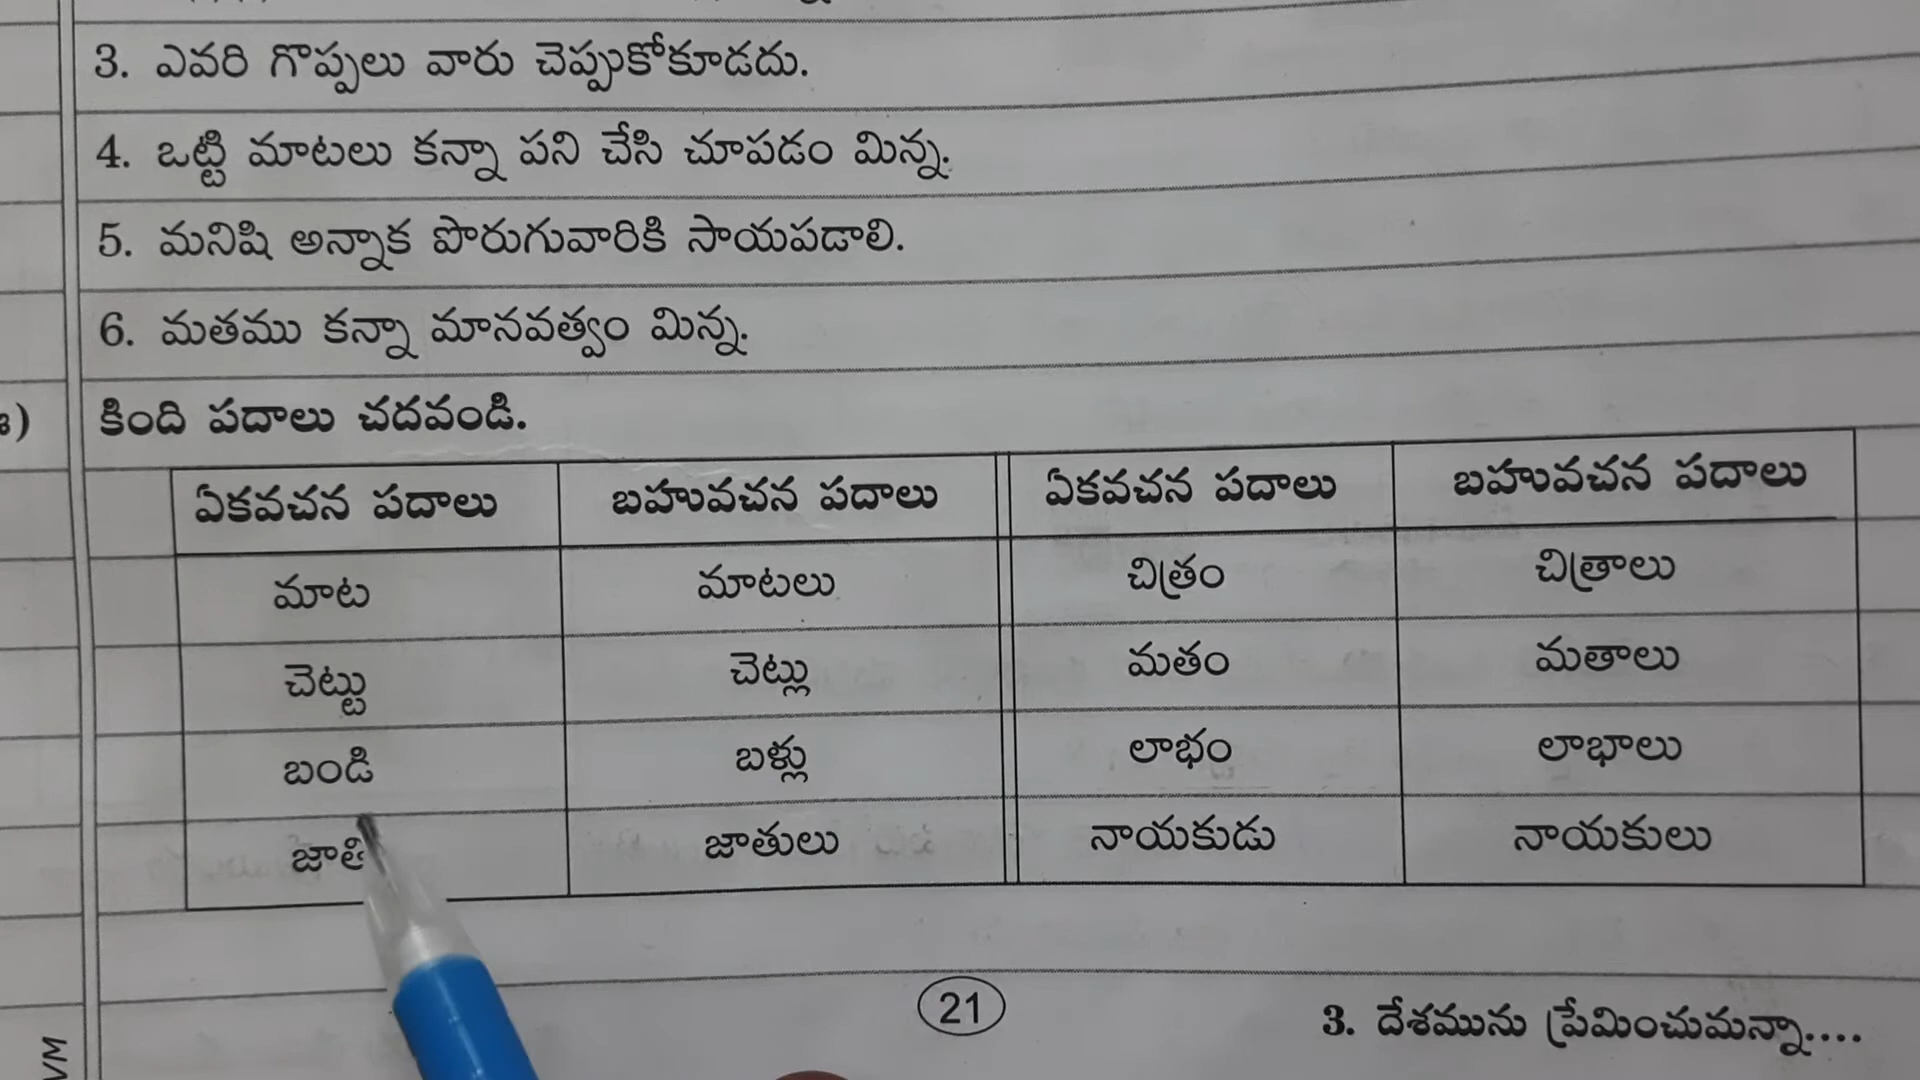 3. ఎవరి గొప్పలు వారు చెప్పుకోకూడదు.
4. ఒట్టి మాటలు కన్నా పని చేసి చూపడం మిన్న.
5. మనిషి అన్నాక పొరుగువారికి సాయపడాలి.
6. మతము కన్నా మానవత్వం మిన్న.
కింది పదాలు చదవండి.
ఏకవచన పదాలు బహువచన పదాలు ఏకవచన పదాలు బహువచన పదాలు
మాట మాటలు చిత్రం చిత్రాలు
చెట్టు చెట్లు మతం మతాలు
బండి బళ్లు లాభం లాభాలు
జాతి జాతులు నాయకుడు నాయకులు
21
3. దేశమును ప్రేమించుమన్నా....
VM